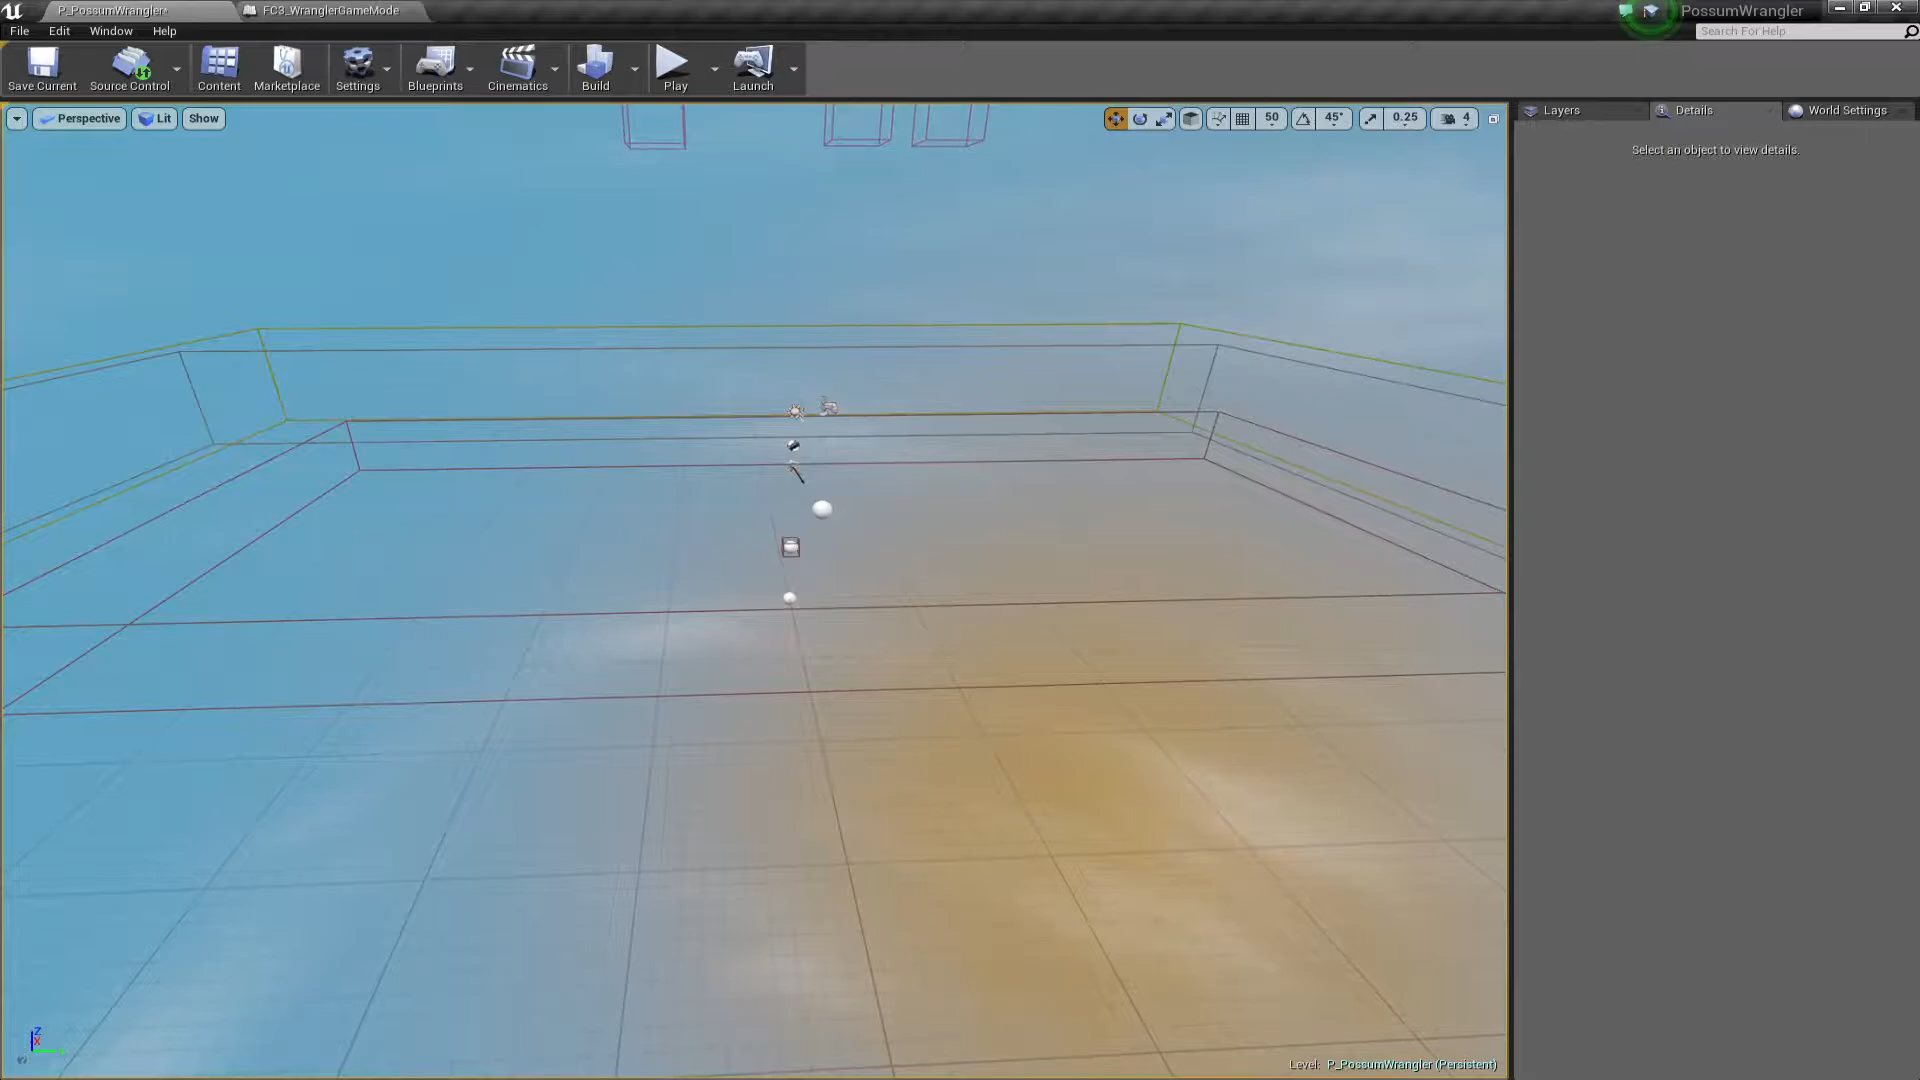 P_PossumWrangler*
FC3_WranglerGameMode
PossumWrangler
File Edit Window Help
Search For Help
Save Current
Source Control
Content
Marketplace
Settings
Blueprints
Cinematics
Build
Play
Launch
Perspective
Lit
Show
50
45°
0.25
4
Layers
Details
World Settings
Select an object to view details.
Z
X
Level: P_PossumWrangler (Persistent)